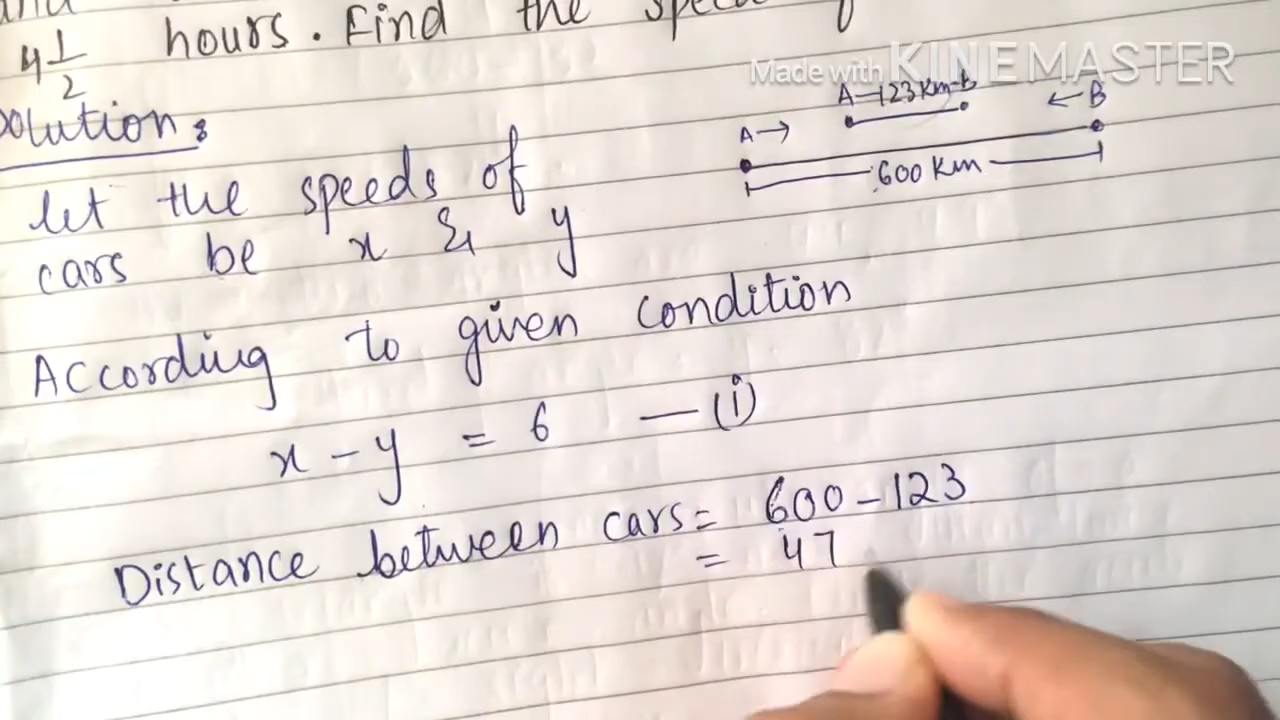 4 1/2 hours. Find the speed
Made with KINEMASTER
Solution:
A → A—123 Km-B ← B
600 Km
let the speeds of
cars be x & y
According to given condition
x - y = 6 — (i)
Distance between cars = 600 - 123
= 47